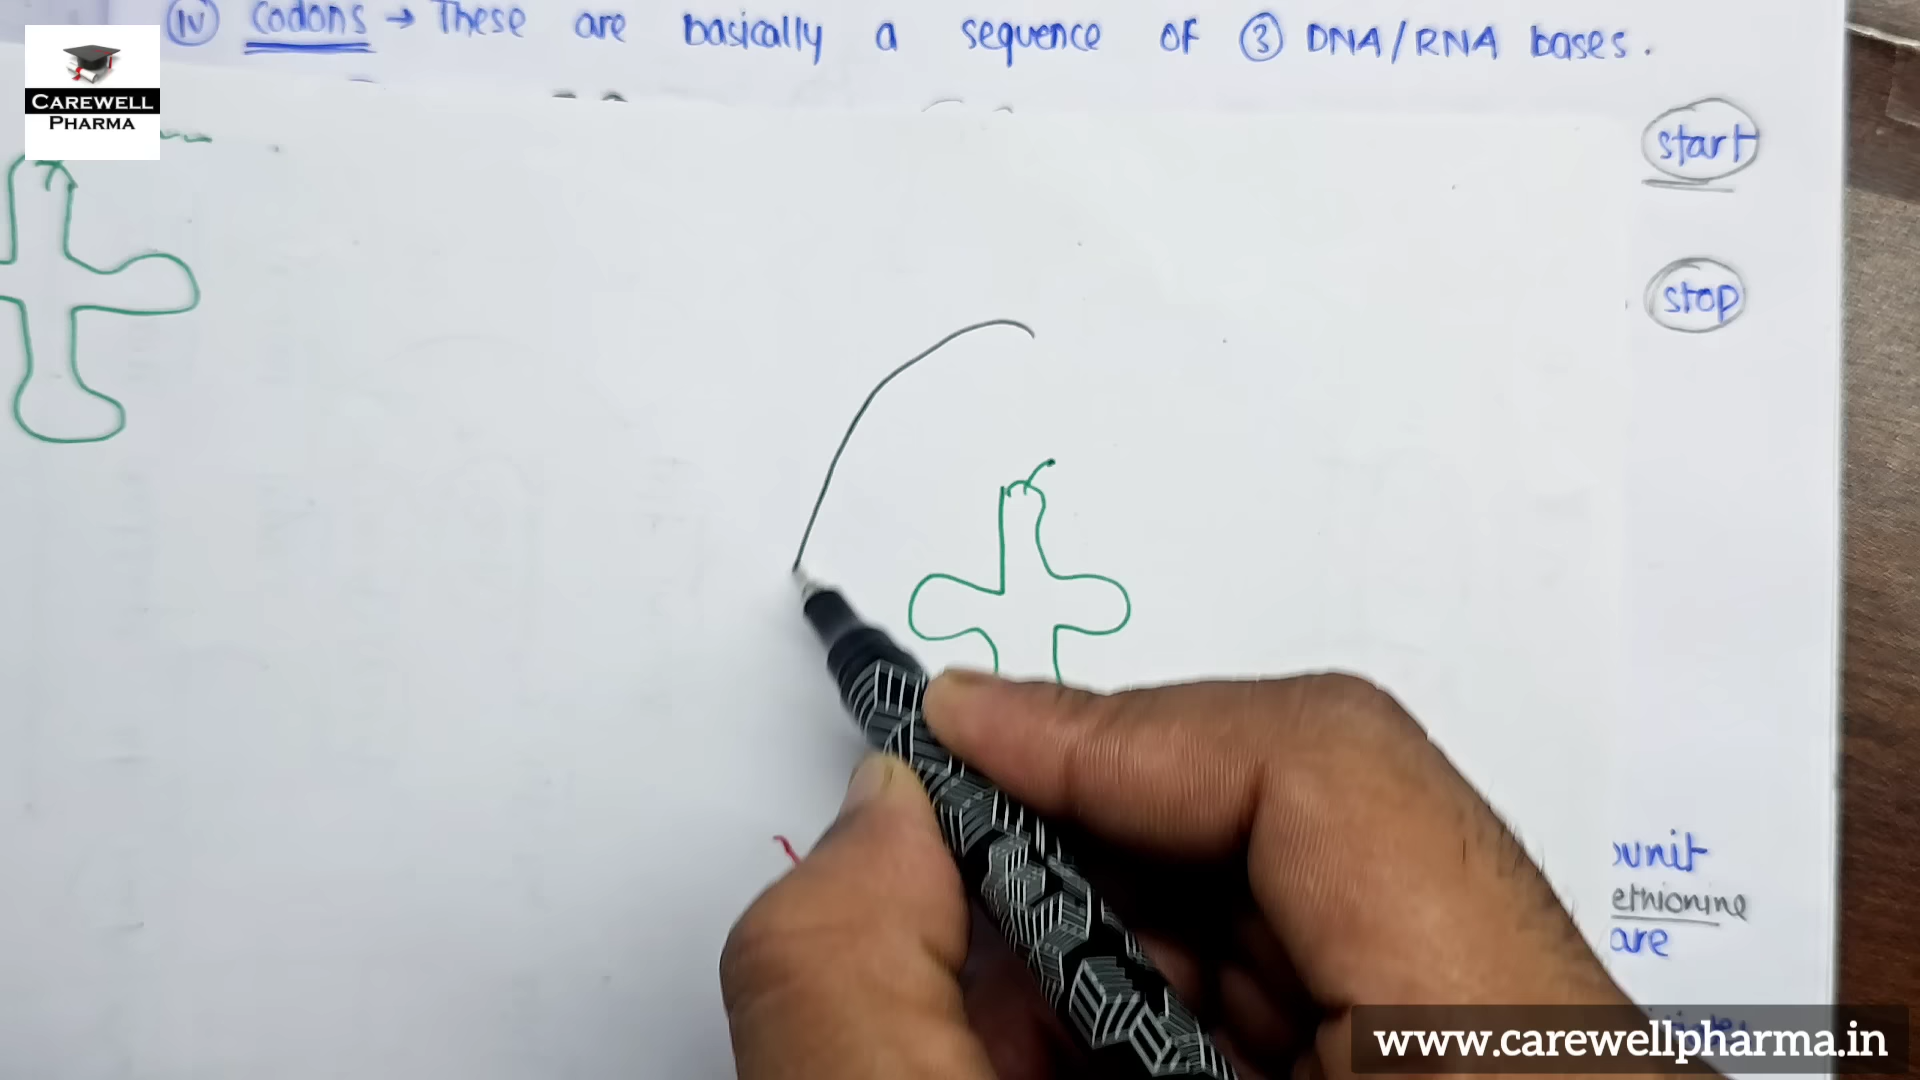 (iv) Codons → These are basically a sequence of (3) DNA/RNA bases.
CAREWELL
PHARMA
start
stop
unit
ethionine
are
www.carewellpharma.in